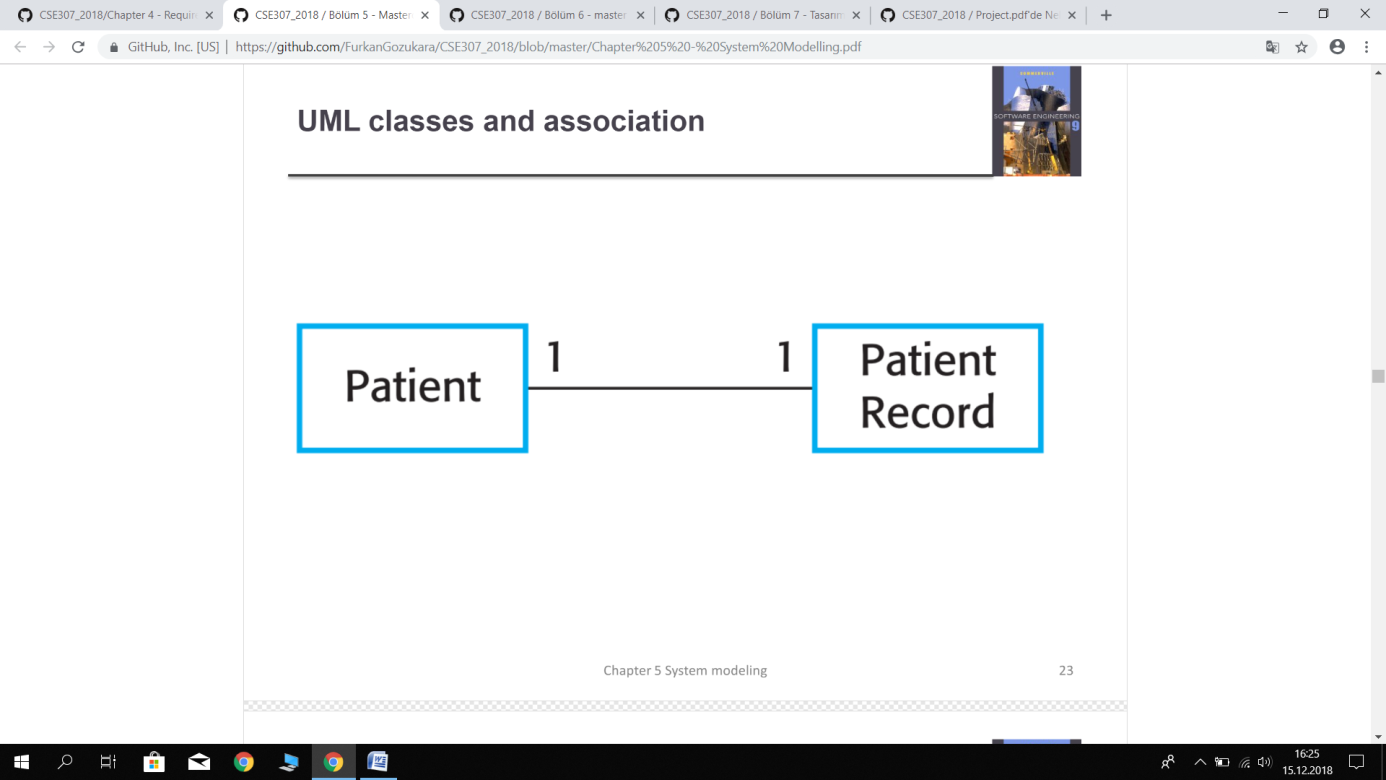 CSE307_2018/Chapter 4 - Requir
CSE307_2018 / Bölüm 5 - Master
CSE307_2018 / Bölüm 6 - master
CSE307_2018 / Bölüm 7 - Tasarım
CSE307_2018 / Project.pdf'de Ne
GitHub, Inc. [US] | https://github.com/FurkanGozukara/CSE307_2018/blob/master/Chapter%205%20-%20System%20Modelling.pdf
UML classes and association
SOMMERVILLE
SOFTWARE ENGINEERING
9
Patient
1
1
Patient
Record
Chapter 5 System modeling
23
16:25
15.12.2018